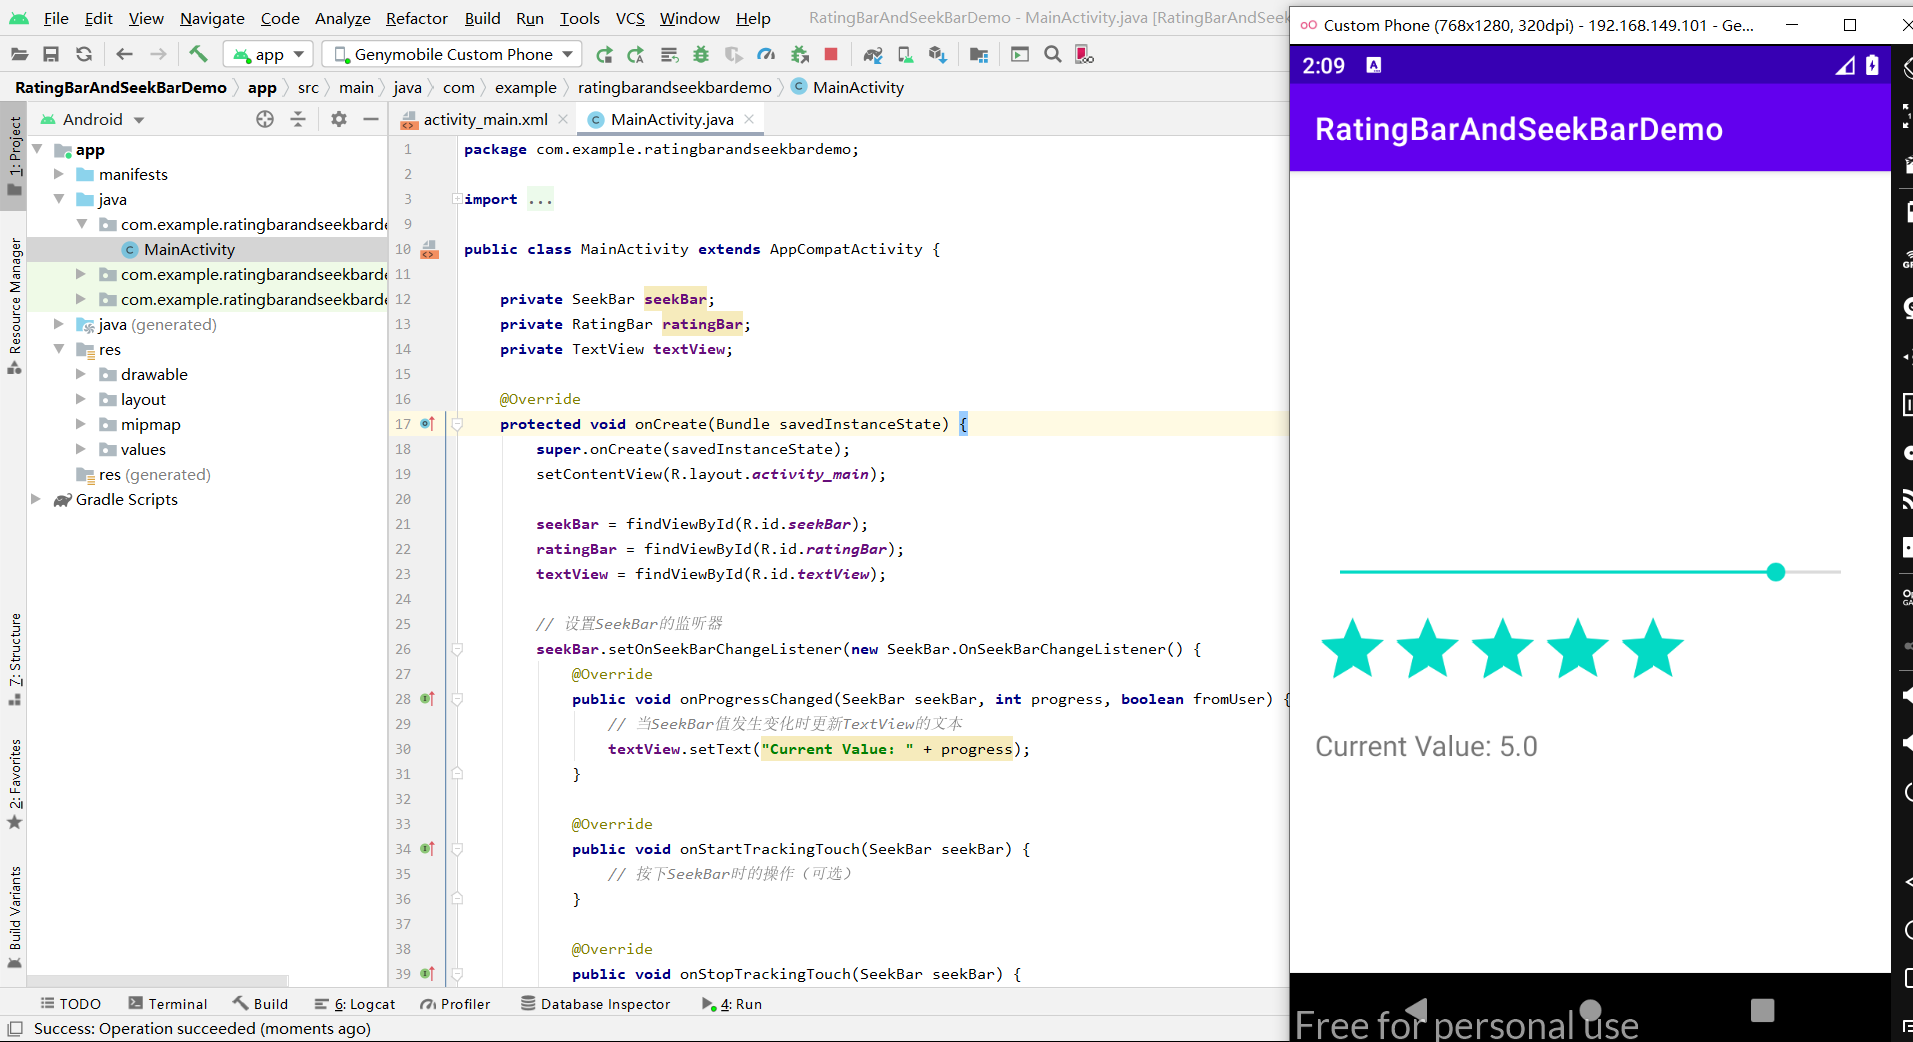 File Edit View Navigate Code Analyze Refactor Build Run Tools VCS Window Help RatingBarAndSeekBarDemo - MainActivity.java [RatingBarAndSeek
app Genymobile Custom Phone
RatingBarAndSeekBarDemo app src main java com example ratingbarandseekbardemo MainActivity
1: Project
Resource Manager
7: Structure
2: Favorites
Build Variants
Android
app
manifests
java
com.example.ratingbarandseekbarde
MainActivity
com.example.ratingbarandseekbarde
com.example.ratingbarandseekbarde
java (generated)
res
drawable
layout
mipmap
values
res (generated)
Gradle Scripts
activity_main.xml MainActivity.java
1 package com.example.ratingbarandseekbardemo;
2
3 import ...
9
10 public class MainActivity extends AppCompatActivity {
11
12 private SeekBar seekBar;
13 private RatingBar ratingBar;
14 private TextView textView;
15
16 @Override
17 protected void onCreate(Bundle savedInstanceState) {
18 super.onCreate(savedInstanceState);
19 setContentView(R.layout.activity_main);
20
21 seekBar = findViewById(R.id.seekBar);
22 ratingBar = findViewById(R.id.ratingBar);
23 textView = findViewById(R.id.textView);
24
25 // 设置SeekBar的监听器
26 seekBar.setOnSeekBarChangeListener(new SeekBar.OnSeekBarChangeListener() {
27 @Override
28 public void onProgressChanged(SeekBar seekBar, int progress, boolean fromUser) {
29 // 当SeekBar值发生变化时更新TextView的文本
30 textView.setText("Current Value: " + progress);
31 }
32
33 @Override
34 public void onStartTrackingTouch(SeekBar seekBar) {
35 // 按下SeekBar时的操作（可选）
36 }
37
38 @Override
39 public void onStopTrackingTouch(SeekBar seekBar) {
TODO Terminal Build 6: Logcat Profiler Database Inspector 4: Run
Success: Operation succeeded (moments ago)
Custom Phone (768x1280, 320dpi) - 192.168.149.101 - Ge...
2:09
RatingBarAndSeekBarDemo
Current Value: 5.0
Free for personal use